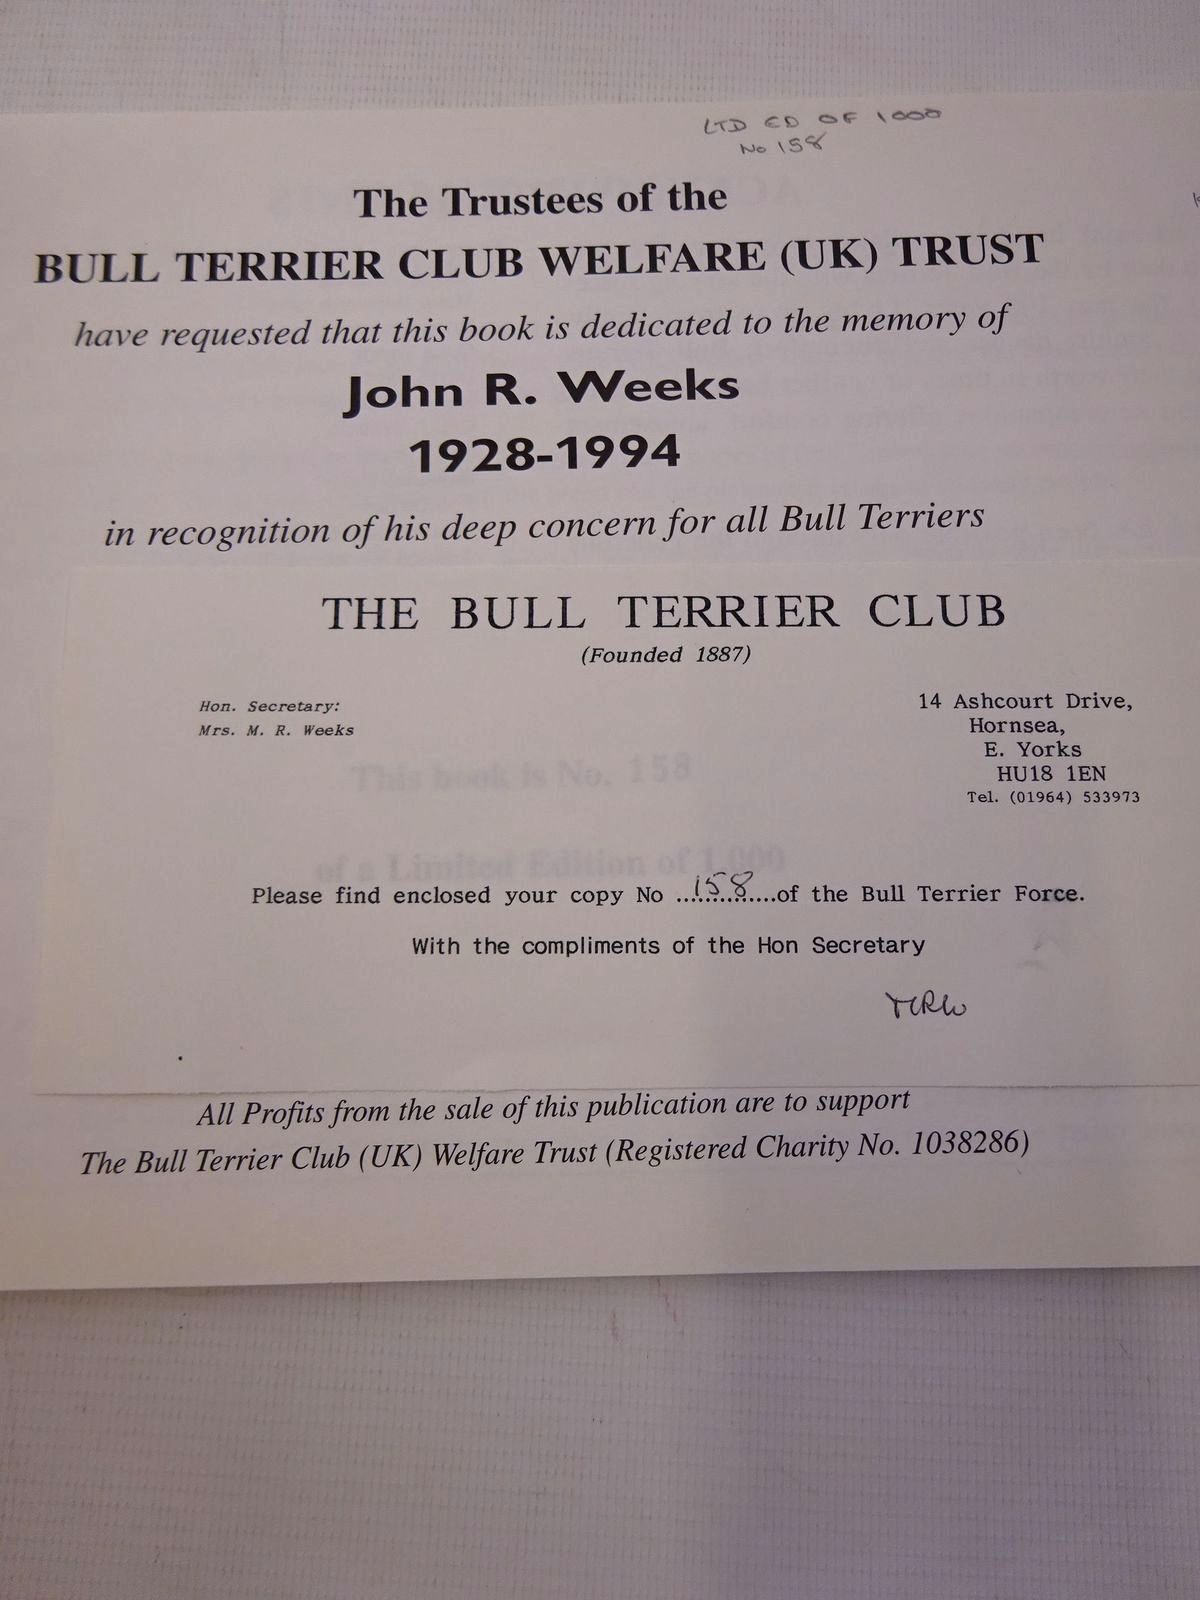 LTD ED OF 1000
No 158
The Trustees of the
BULL TERRIER CLUB WELFARE (UK) TRUST
have requested that this book is dedicated to the memory of
John R. Weeks
1928-1994
in recognition of his deep concern for all Bull Terriers
THE BULL TERRIER CLUB
(Founded 1887)
Hon. Secretary:
Mrs. M. R. Weeks
14 Ashcourt Drive,
Hornsea,
E. Yorks
HU18 1EN
Tel. (01964) 533973
This book is No. 158
of a Limited Edition of 1,000
Please find enclosed your copy No ...158...of the Bull Terrier Force.
With the compliments of the Hon Secretary
MRW
All Profits from the sale of this publication are to support
The Bull Terrier Club (UK) Welfare Trust (Registered Charity No. 1038286)